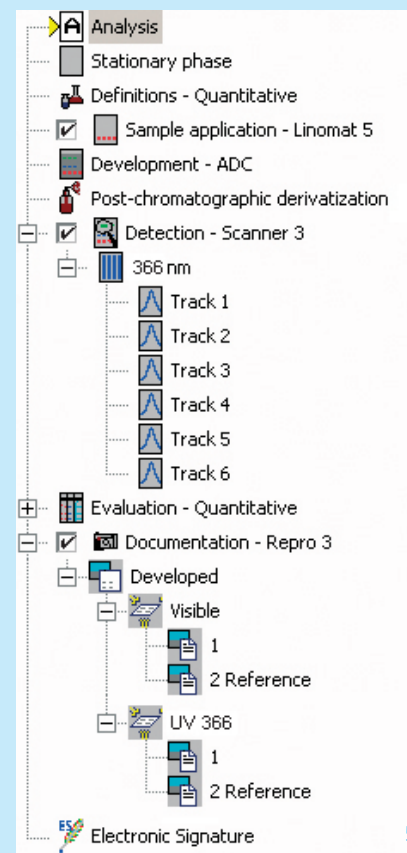 Analysis
Stationary phase
Definitions - Quantitative
Sample application - Linomat 5
Development - ADC
Post-chromatographic derivatization
Detection - Scanner 3
366 nm
Track 1
Track 2
Track 3
Track 4
Track 5
Track 6
Evaluation - Quantitative
Documentation - Repro 3
Developed
Visible
1
2 Reference
UV 366
1
2 Reference
ES Electronic Signature